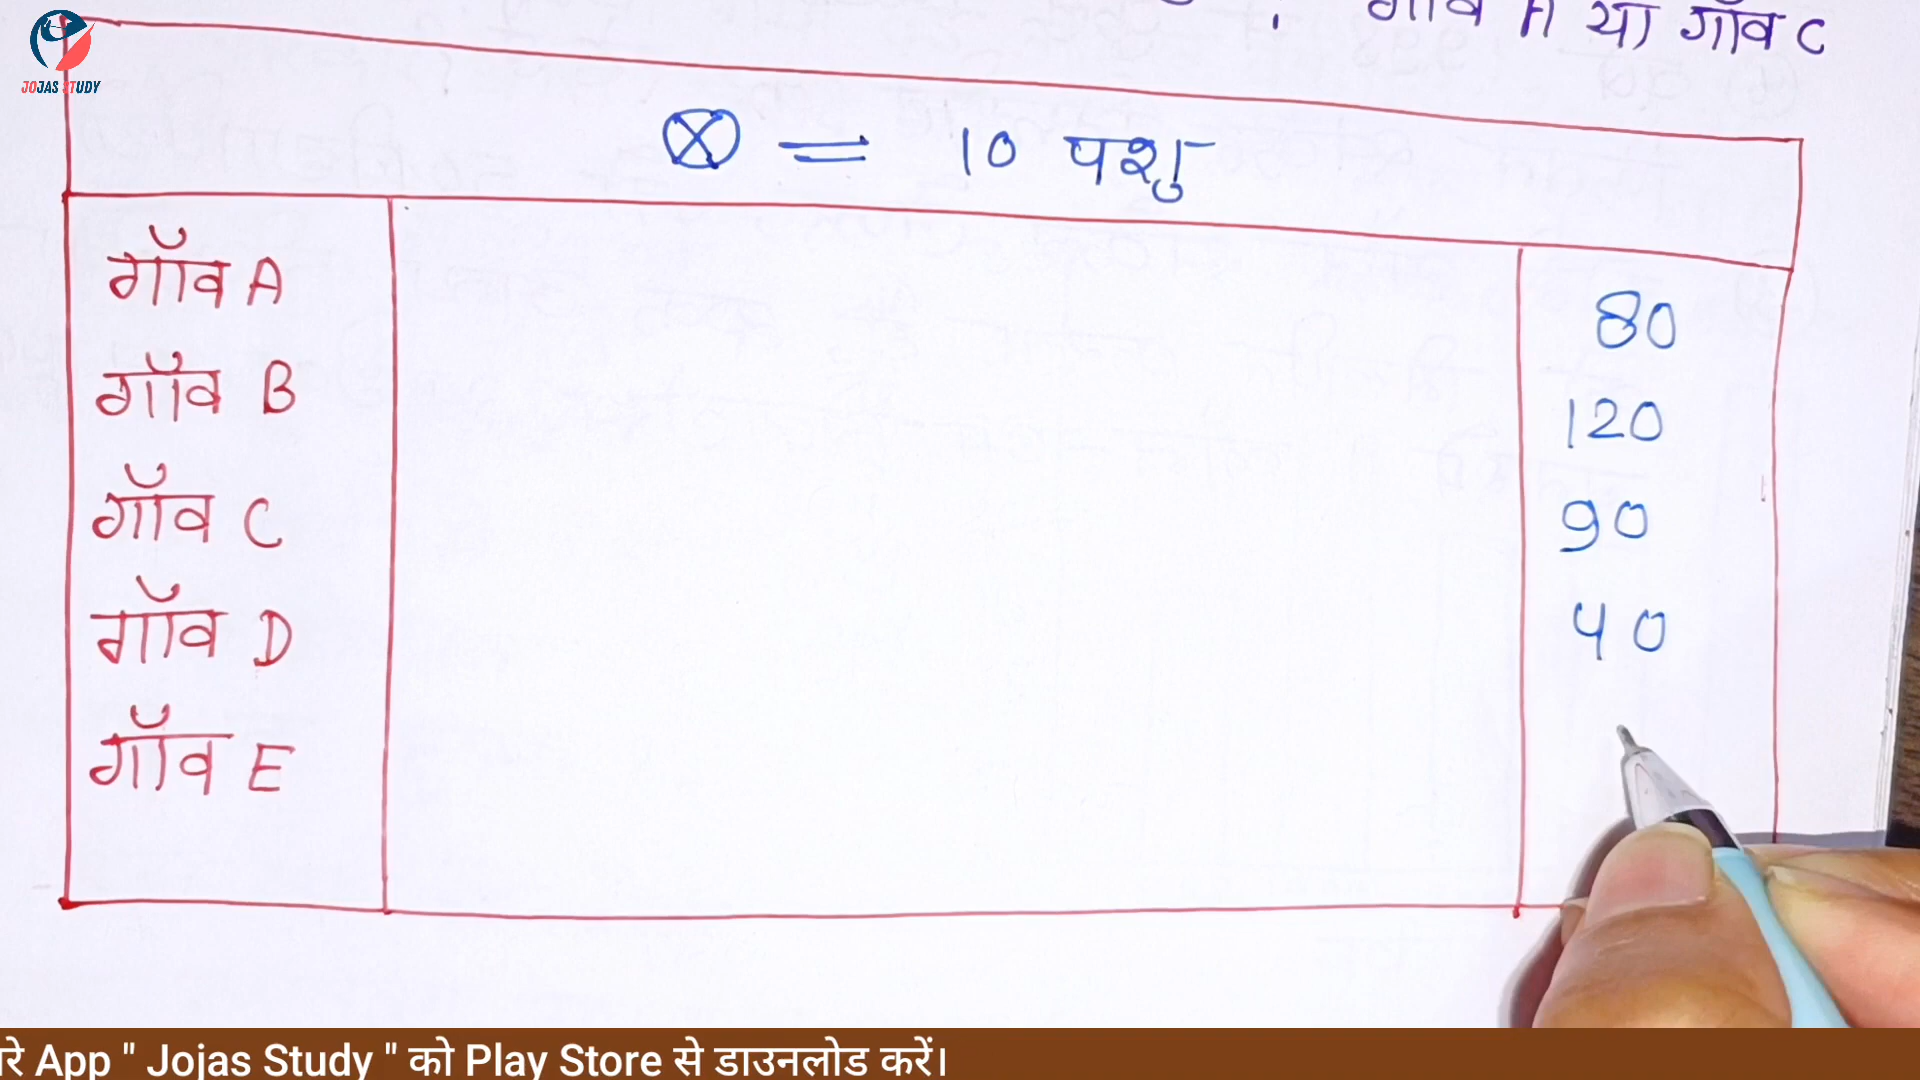 गाँव A या गाँव C
JOJAS STUDY
⊗ = 10 पशु
गाँव A 80
गाँव B 120
गाँव C 90
गाँव D 40
गाँव E
रे App " Jojas Study " को Play Store से डाउनलोड करें।